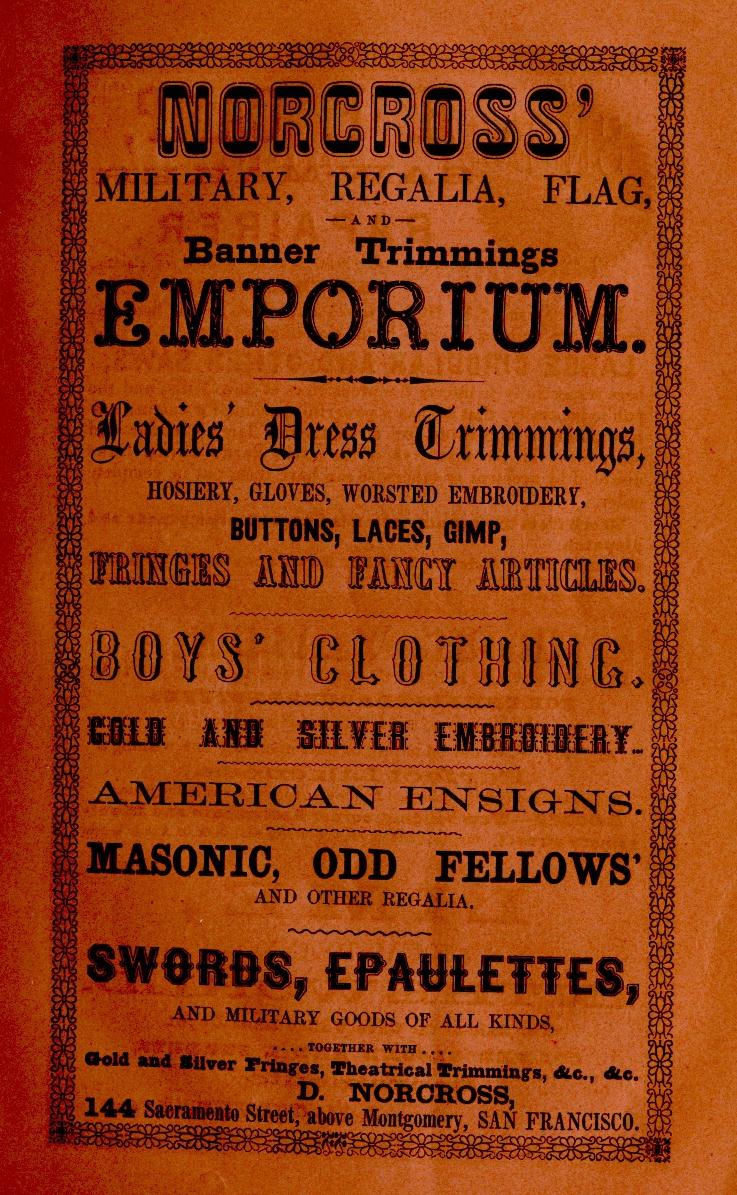 NORCROSS'
MILITARY, REGALIA, FLAG,
—AND—
Banner Trimmings
EMPORIUM.
Ladies' Dress Trimmings,
HOSIERY, GLOVES, WORSTED EMBROIDERY,
BUTTONS, LACES, GIMP,
FRINGES AND FANCY ARTICLES.
BOYS' CLOTHING.
GOLD AND SILVER EMBROIDERY.
AMERICAN ENSIGNS.
MASONIC, ODD FELLOWS'
AND OTHER REGALIA.
SWORDS, EPAULETTES,
AND MILITARY GOODS OF ALL KINDS,
....TOGETHER WITH....
Gold and Silver Fringes, Theatrical Trimmings, &c., &c.
D. NORCROSS,
144 Sacramento Street, above Montgomery, SAN FRANCISCO.